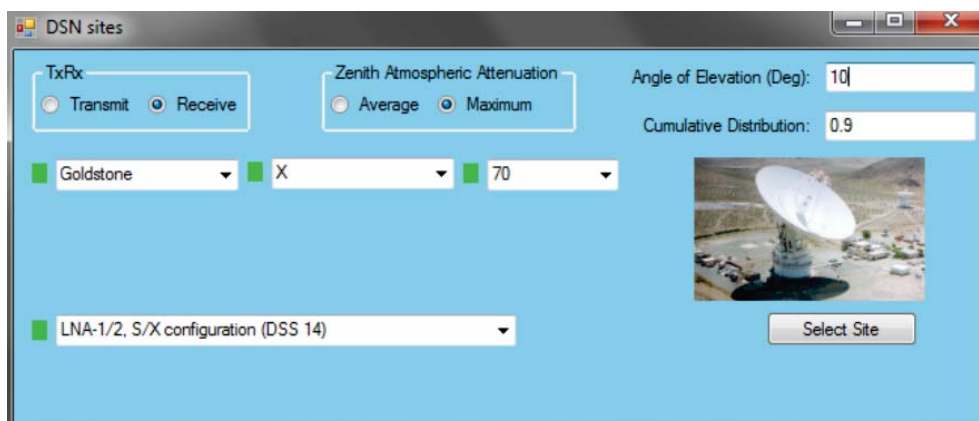 DSN sites
TxRx
Transmit Receive
Zenith Atmospheric Attenuation
Average Maximum
Angle of Elevation (Deg): 10
Cumulative Distribution: 0.9
Goldstone X 70
LNA-1/2, S/X configuration (DSS 14)
Select Site